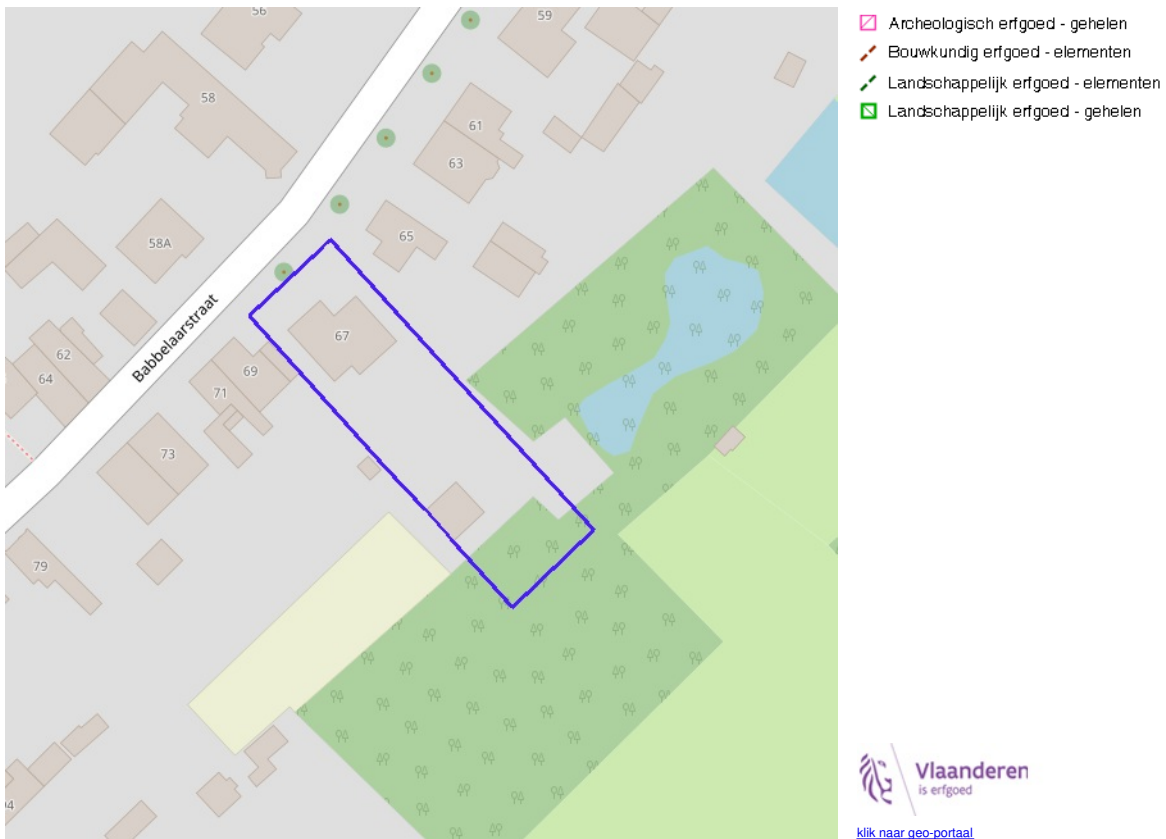 56
59
58
61
63
65
58A
67
62
64
69
71
73
79
Babbelaarstraat
94
Archeologisch erfgoed - gehelen
Bouwkundig erfgoed - elementen
Landschappelijk erfgoed - elementen
Landschappelijk erfgoed - gehelen
Vlaanderen
is erfgoed
klik naar geo-portaal